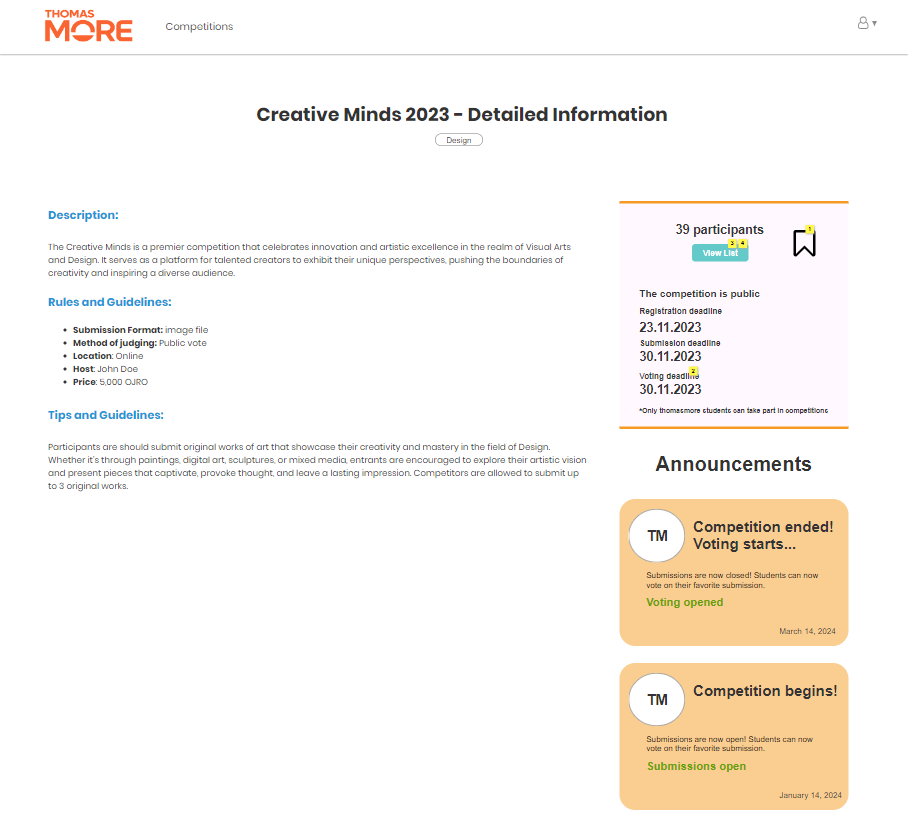 THOMAS
MORE
Competitions
Creative Minds 2023 - Detailed Information
Design
Description:
The Creative Minds is a premier competition that celebrates innovation and artistic excellence in the realm of Visual Arts
and Design. It serves as a platform for talented creators to exhibit their unique perspectives, pushing the boundaries of
creativity and inspiring a diverse audience.
Rules and Guidelines:
• Submission Format: image file
• Method of judging: Public vote
• Location: Online
• Host: John Doe
• Price: 5,000 OJRO
Tips and Guidelines:
Participants are should submit original works of art that showcase their creativity and mastery in the field of Design.
Whether it's through paintings, digital art, sculptures, or mixed media, entrants are encouraged to explore their artistic vision
and present pieces that captivate, provoke thought, and leave a lasting impression. Competitors are allowed to submit up
to 3 original works.
39 participants
1
3 4
View List
The competition is public
Registration deadline
23.11.2023
Submission deadline
30.11.2023
2
Voting deadline
30.11.2023
*Only thomasmore students can take part in competitions
Announcements
TM
Competition ended!
Voting starts...
Submissions are now closed! Students can now
vote on their favorite submission.
Voting opened
March 14, 2024
TM
Competition begins!
Submissions are now open! Students can now
vote on their favorite submission.
Submissions open
January 14, 2024